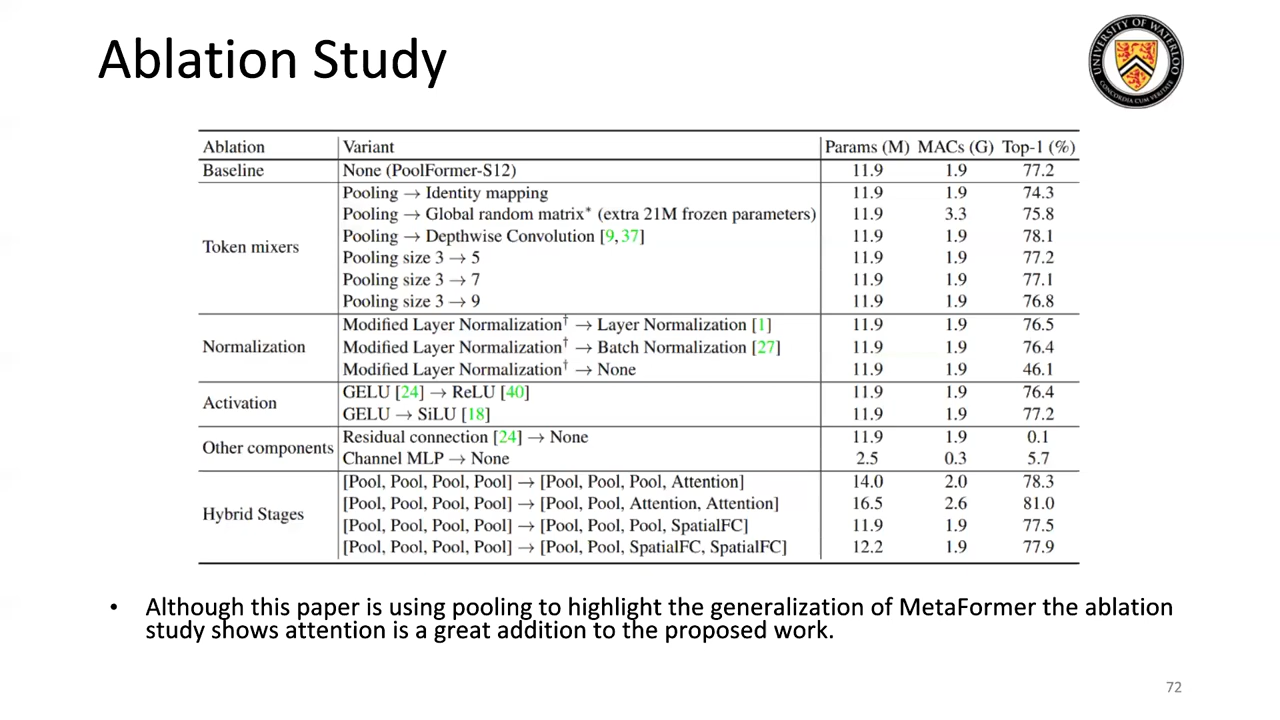 Ablation Study
UNIVERSITY OF WATERLOO
CONCORDIA CUM VERITATE
Ablation Variant Params (M) MACs (G) Top-1 (%)
Baseline None (PoolFormer-S12) 11.9 1.9 77.2
Token mixers Pooling → Identity mapping 11.9 1.9 74.3
Pooling → Global random matrix* (extra 21M frozen parameters) 11.9 3.3 75.8
Pooling → Depthwise Convolution [9, 37] 11.9 1.9 78.1
Pooling size 3 → 5 11.9 1.9 77.2
Pooling size 3 → 7 11.9 1.9 77.1
Pooling size 3 → 9 11.9 1.9 76.8
Normalization Modified Layer Normalization† → Layer Normalization [1] 11.9 1.9 76.5
Modified Layer Normalization† → Batch Normalization [27] 11.9 1.9 76.4
Modified Layer Normalization† → None 11.9 1.9 46.1
Activation GELU [24] → ReLU [40] 11.9 1.9 76.4
GELU → SiLU [18] 11.9 1.9 77.2
Other components Residual connection [24] → None 11.9 1.9 0.1
Channel MLP → None 2.5 0.3 5.7
Hybrid Stages [Pool, Pool, Pool, Pool] → [Pool, Pool, Pool, Attention] 14.0 2.0 78.3
[Pool, Pool, Pool, Pool] → [Pool, Pool, Attention, Attention] 16.5 2.6 81.0
[Pool, Pool, Pool, Pool] → [Pool, Pool, Pool, SpatialFC] 11.9 1.9 77.5
[Pool, Pool, Pool, Pool] → [Pool, Pool, SpatialFC, SpatialFC] 12.2 1.9 77.9
• Although this paper is using pooling to highlight the generalization of MetaFormer the ablation
study shows attention is a great addition to the proposed work.
72